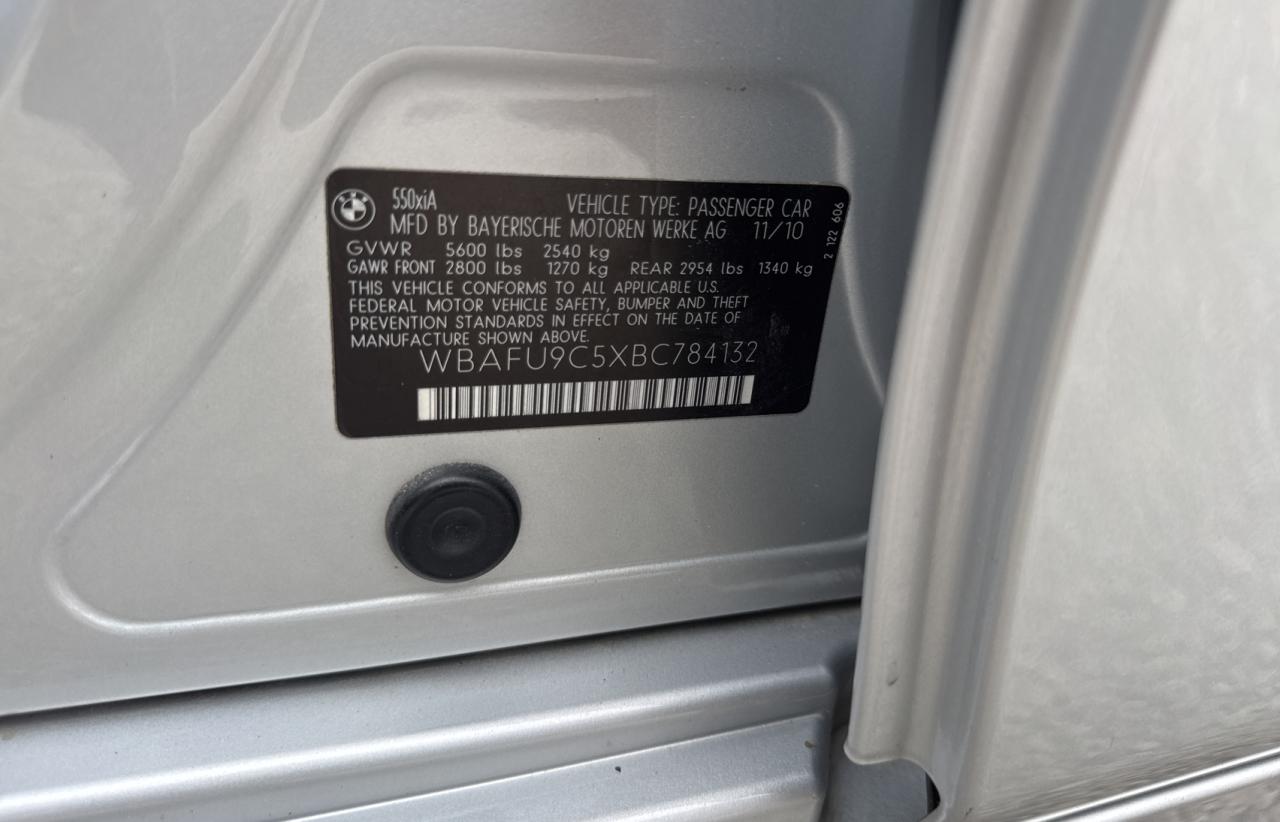 550xiA
VEHICLE TYPE: PASSENGER CAR
MFD BY BAYERISCHE MOTOREN WERKE AG 11/10
GVWR 5600 lbs 2540 kg
GAWR FRONT 2800 lbs 1270 kg REAR 2954 lbs 1340 kg
THIS VEHICLE CONFORMS TO ALL APPLICABLE U.S.
FEDERAL MOTOR VEHICLE SAFETY, BUMPER AND THEFT
PREVENTION STANDARDS IN EFFECT ON THE DATE OF
MANUFACTURE SHOWN ABOVE.
WBAFU9C5XBC784132
2 122 606